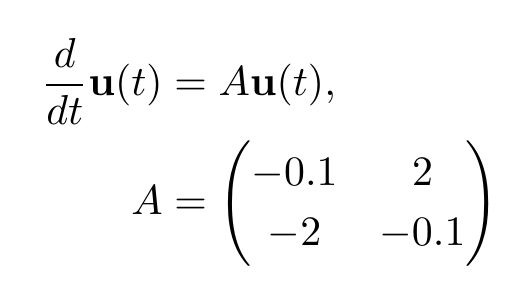 d/dt u(t) = Au(t),
A = (−0.1 2
−2 −0.1)